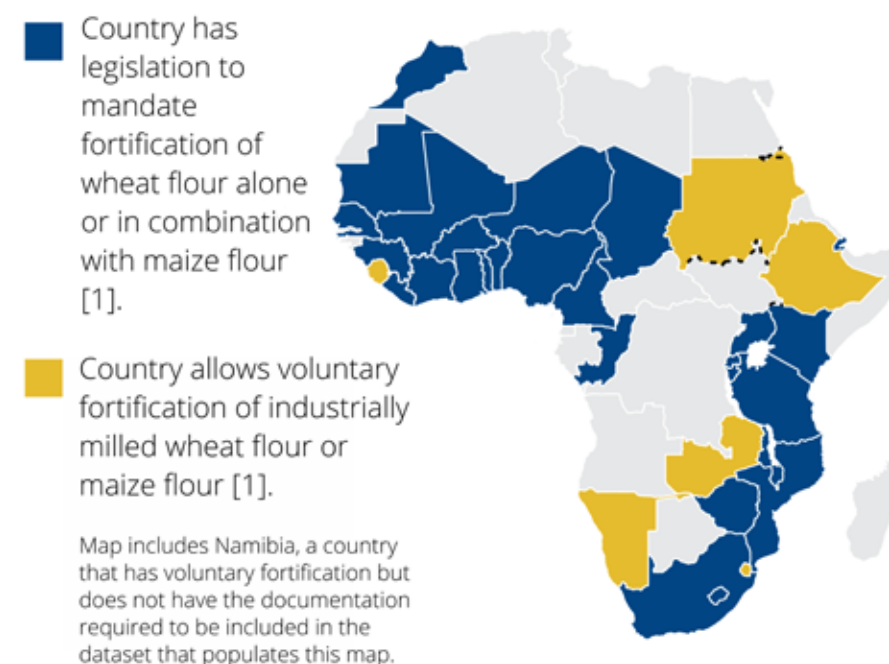 Country has
legislation to
mandate
fortification of
wheat flour alone
or in combination
with maize flour
[1].
Country allows voluntary
fortification of industrially
milled wheat flour or
maize flour [1].
Map includes Namibia, a country
that has voluntary fortification but
does not have the documentation
required to be included in the
dataset that populates this map.